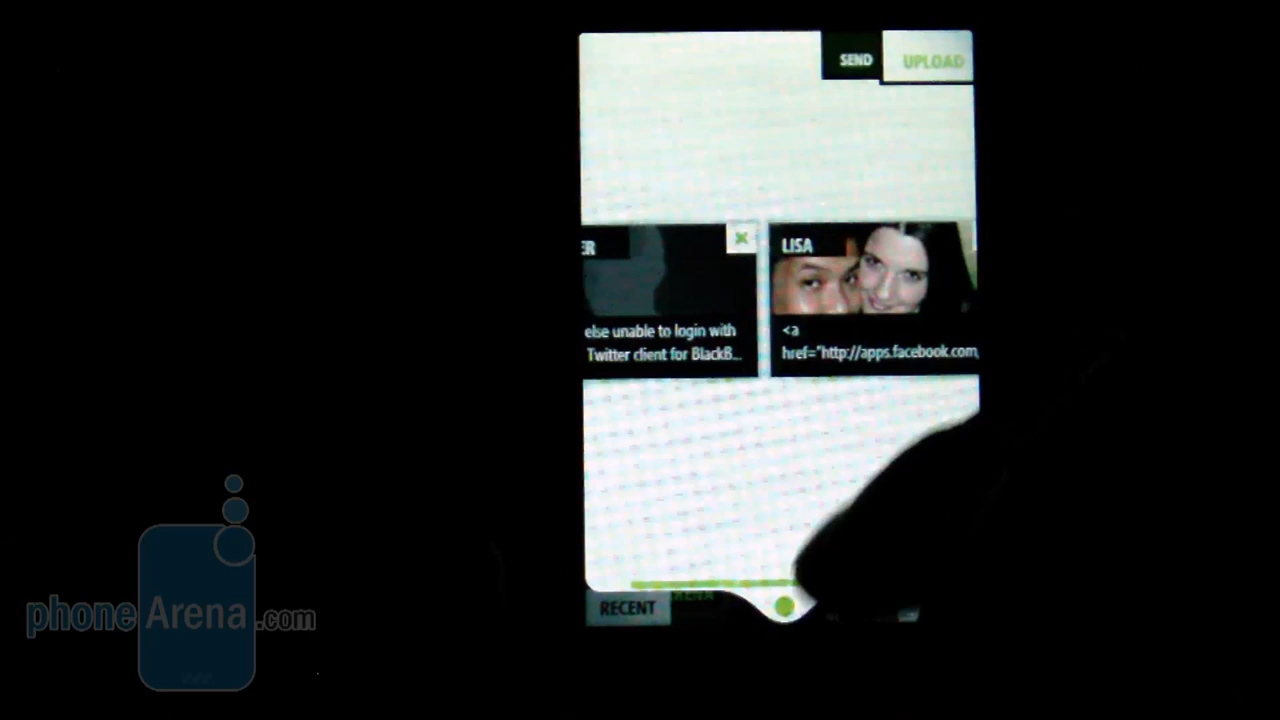 SEND
UPLOAD
ER
LISA
else unable to login with
Twitter client for BlackB...
<a
href="http://apps.facebook.com,
RECENT
phoneArena.com